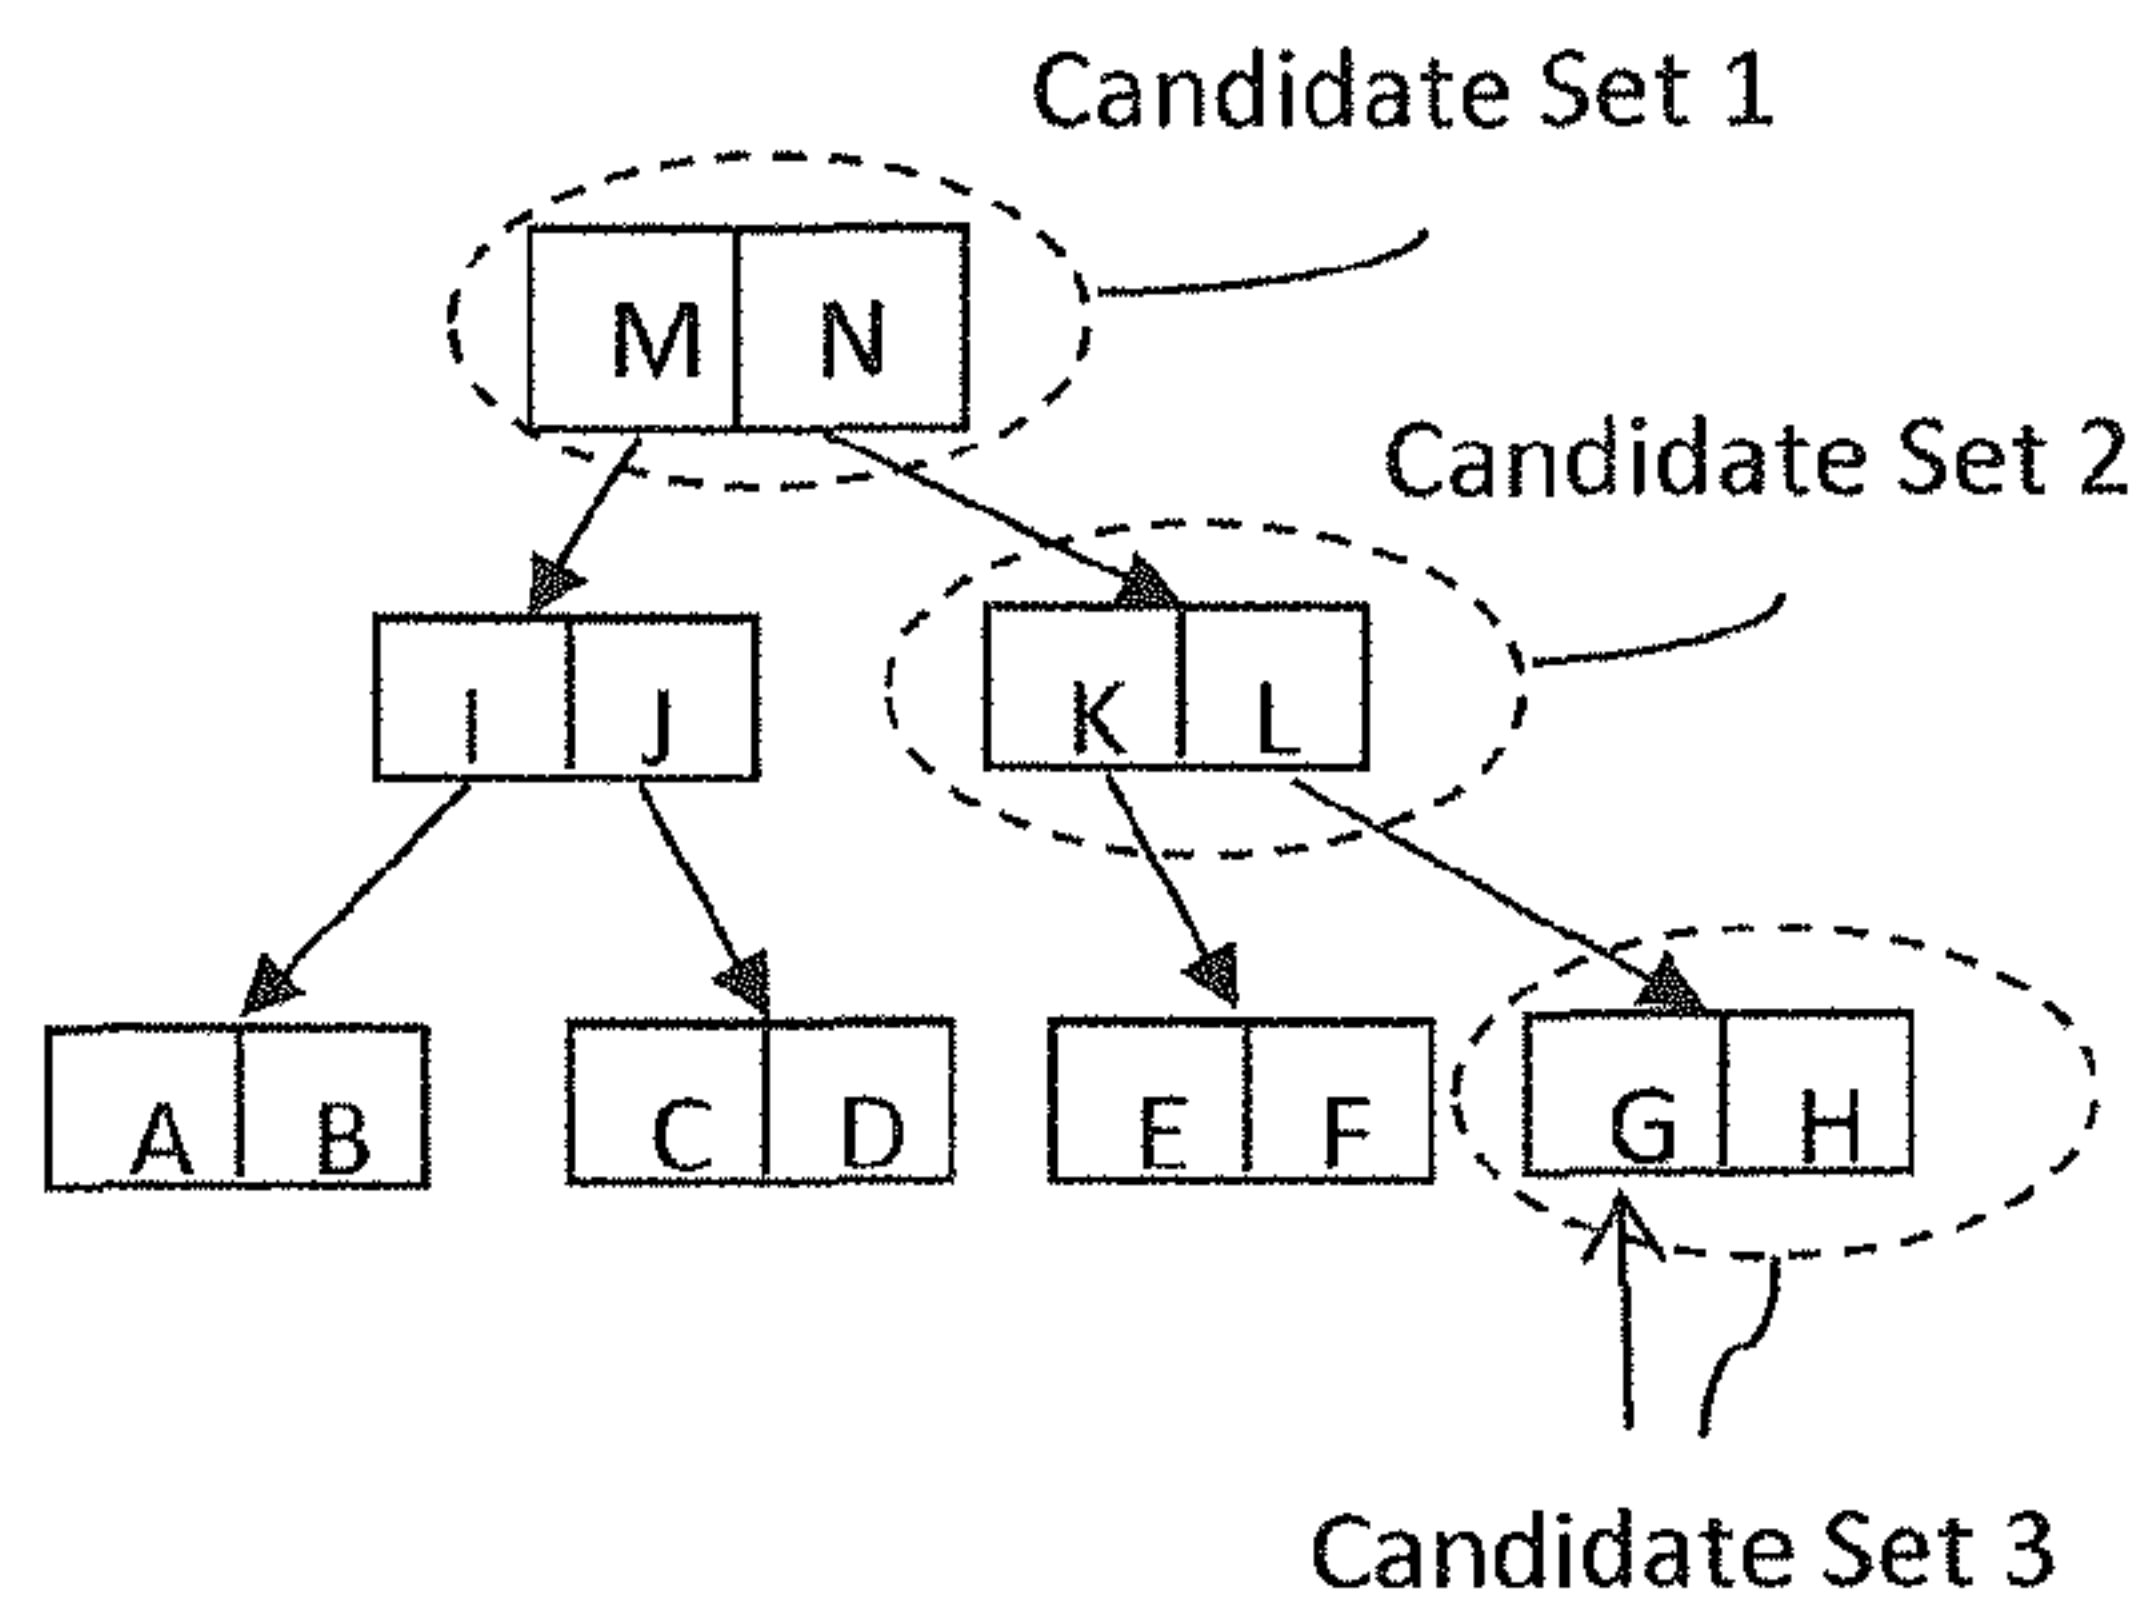 Candidate Set 1
M N
Candidate Set 2
I J K L
A B C D E F G H
Candidate Set 3